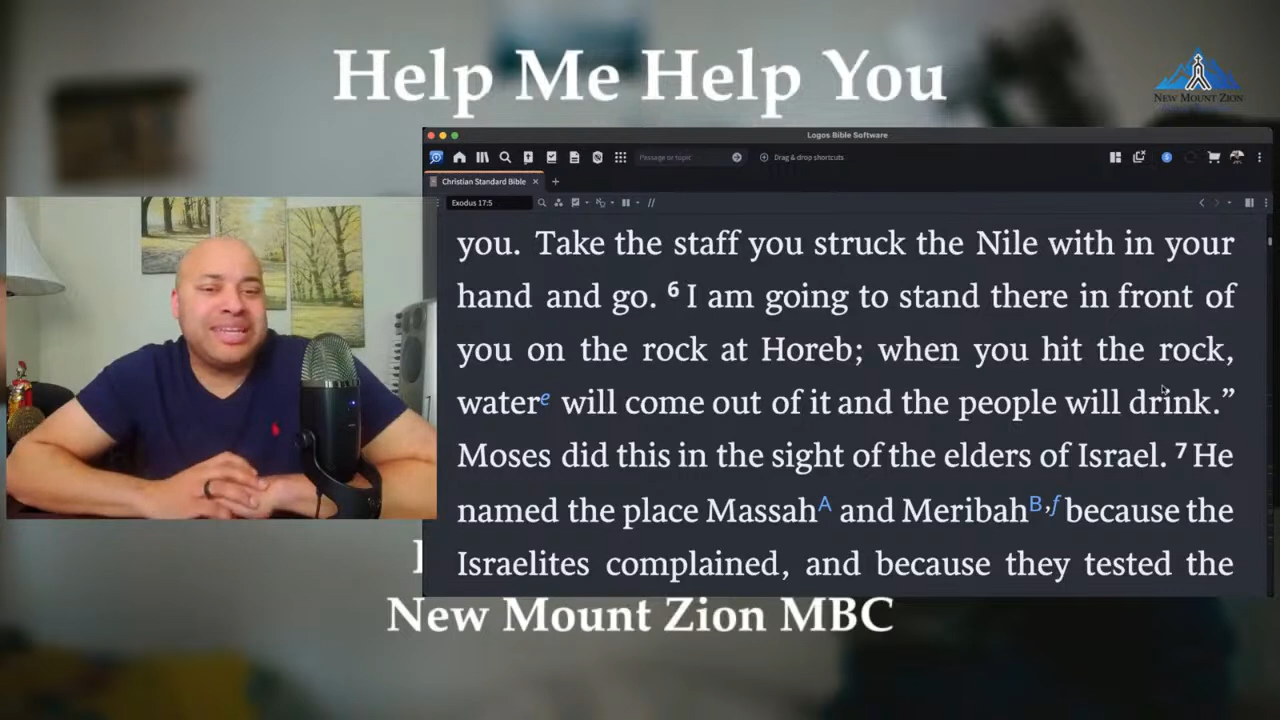 Help Me Help You
NEW MOUNT ZION
Logos Bible Software
Passage or topic
Drag & drop shortcuts
Christian Standard Bible
Exodus 17:5
you. Take the staff you struck the Nile with in your
hand and go. 6 I am going to stand there in front of
you on the rock at Horeb; when you hit the rock,
water e will come out of it and the people will drink.”
Moses did this in the sight of the elders of Israel. 7 He
named the place Massah A and Meribah B,f because the
Israelites complained, and because they tested the
New Mount Zion MBC